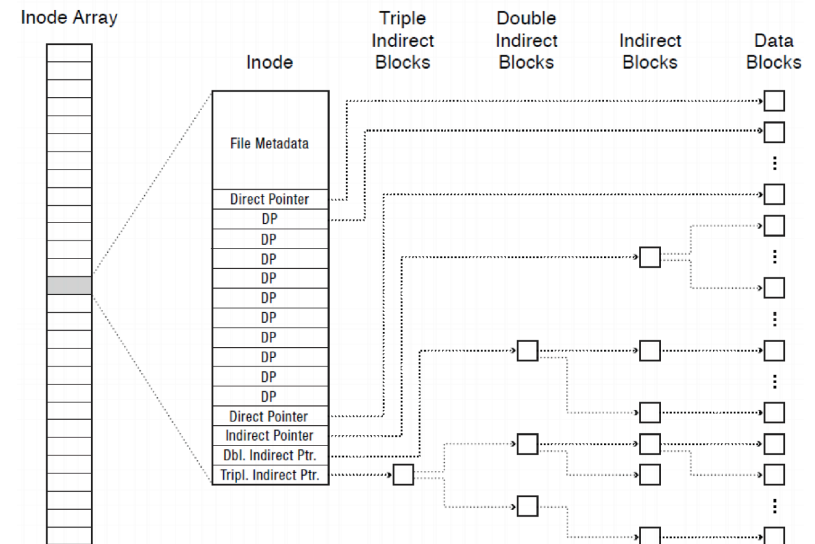 Inode Array
Triple
Indirect
Blocks
Double
Indirect
Blocks
Indirect
Blocks
Data
Blocks
Inode
File Metadata
Direct Pointer
DP
DP
DP
DP
DP
DP
DP
DP
DP
DP
Direct Pointer
Indirect Pointer
Dbl. Indirect Ptr.
Tripl. Indirect Ptr.